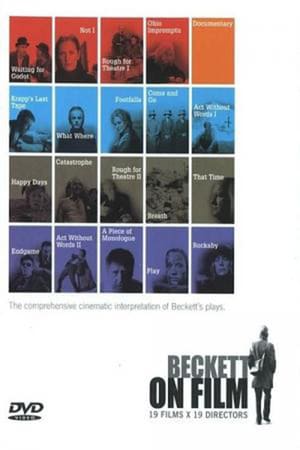 Waiting for
Godot
Not I
Rough for
Theatre I
Ohio
Impromptu
Documentary
Krapp's Last
Tape
What Where
Footfalls
Come and
Go
Act Without
Words I
Happy Days
Catastrophe
Rough for
Theatre II
Breath
That Time
Endgame
Act Without
Words II
A Piece of
Monologue
Play
Rockaby
The comprehensive cinematic interpretation of Beckett's plays.
BECKETT
ON FILM
19 FILMS X 19 DIRECTORS
DVD
VIDEO